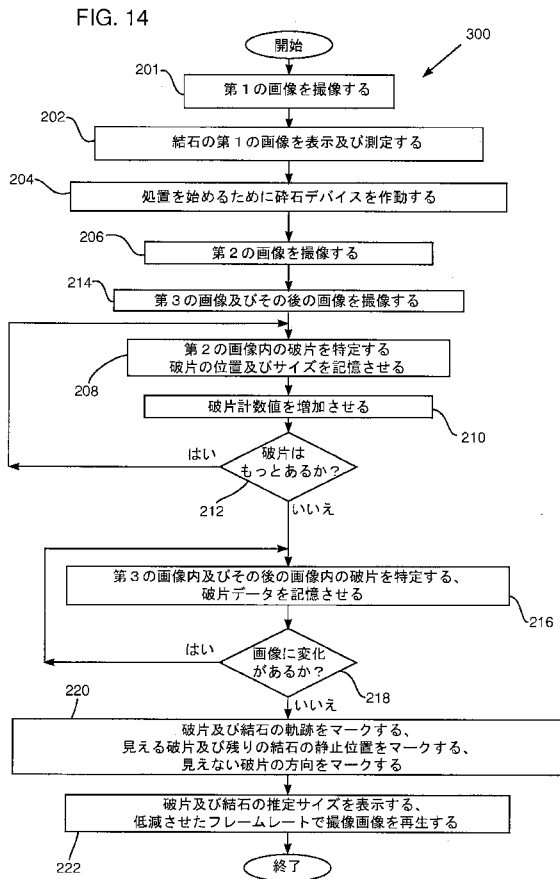 FIG. 14
開始
300
201
第1の画像を撮像する
202
結石の第1の画像を表示及び測定する
204
処置を始めるために砕石デバイスを作動する
206
第2の画像を撮像する
214
第3の画像及びその後の画像を撮像する
第2の画像内の破片を特定する
破片の位置及びサイズを記憶させる
208
破片計数値を増加させる
210
はい
破片は
もっとあるか?
212
いいえ
第3の画像内及びその後の画像内の破片を特定する、
破片データを記憶させる
216
はい
画像に変化
があるか?
218
いいえ
220
破片及び結石の軌跡をマークする、
見える破片及び残りの結石の静止位置をマークする、
見えない破片の方向をマークする
破片及び結石の推定サイズを表示する、
低減させたフレームレートで撮像画像を再生する
222
終了